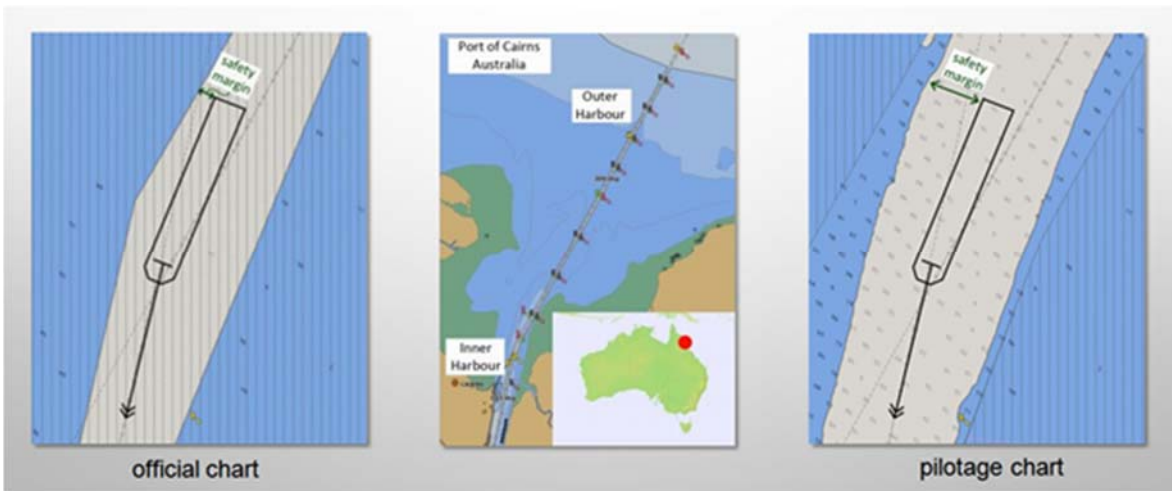 safety
margin
official chart
Port of Cairns
Australia
Outer
Harbour
Inner
Harbour
safety
margin
pilotage chart